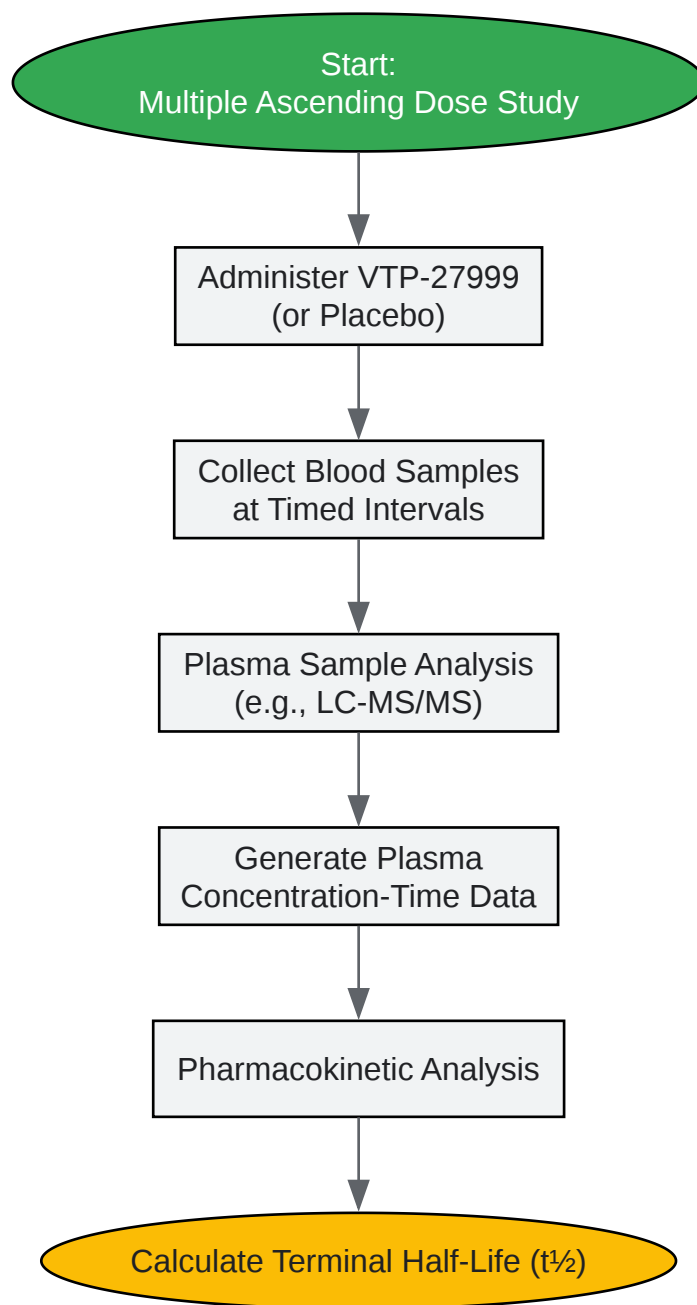 Start:
Multiple Ascending Dose Study
Administer VTP-27999
(or Placebo)
Collect Blood Samples
at Timed Intervals
Plasma Sample Analysis
(e.g., LC-MS/MS)
Generate Plasma
Concentration-Time Data
Pharmacokinetic Analysis
Calculate Terminal Half-Life (t½)